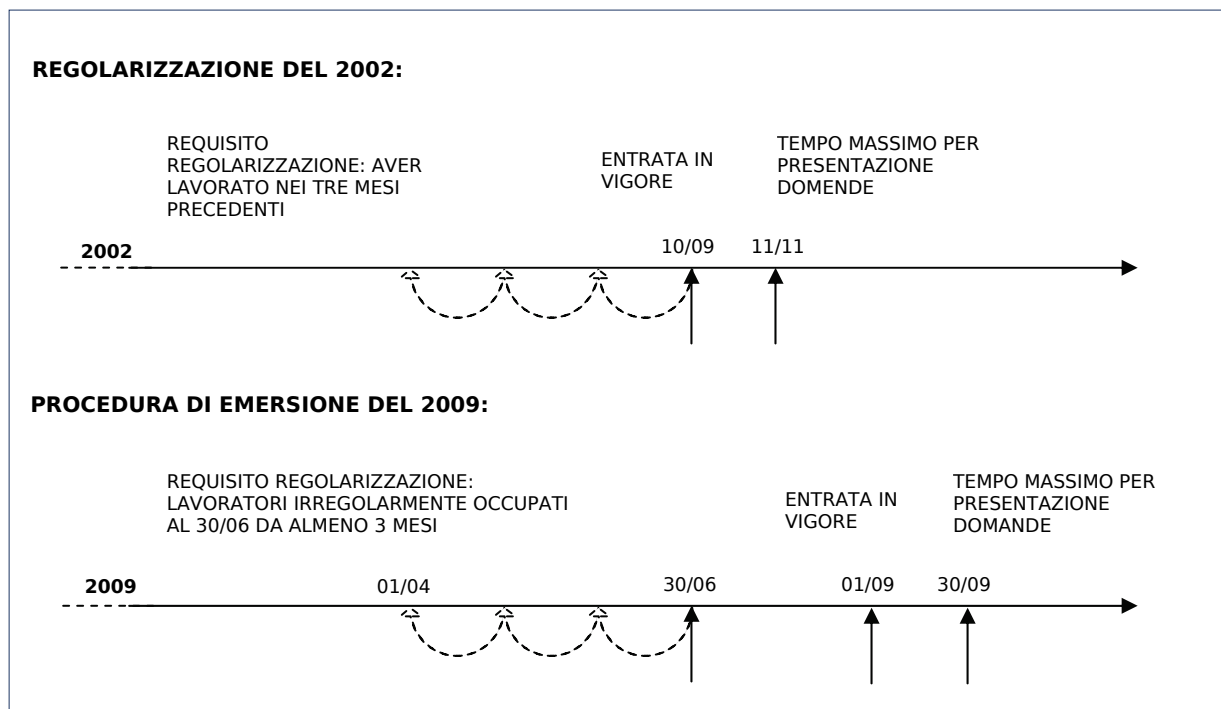 REGOLARIZZAZIONE DEL 2002:
REQUISITO
REGOLARIZZAZIONE: AVER
LAVORATO NEI TRE MESI
PRECEDENTI
ENTRATA IN
VIGORE
TEMPO MASSIMO PER
PRESENTAZIONE
DOMENDE
2002
10/09
11/11
PROCEDURA DI EMERSIONE DEL 2009:
REQUISITO REGOLARIZZAZIONE:
LAVORATORI IRREGOLARMENTE OCCUPATI
AL 30/06 DA ALMENO 3 MESI
ENTRATA IN
VIGORE
TEMPO MASSIMO PER
PRESENTAZIONE
DOMANDE
2009
01/04
30/06
01/09
30/09